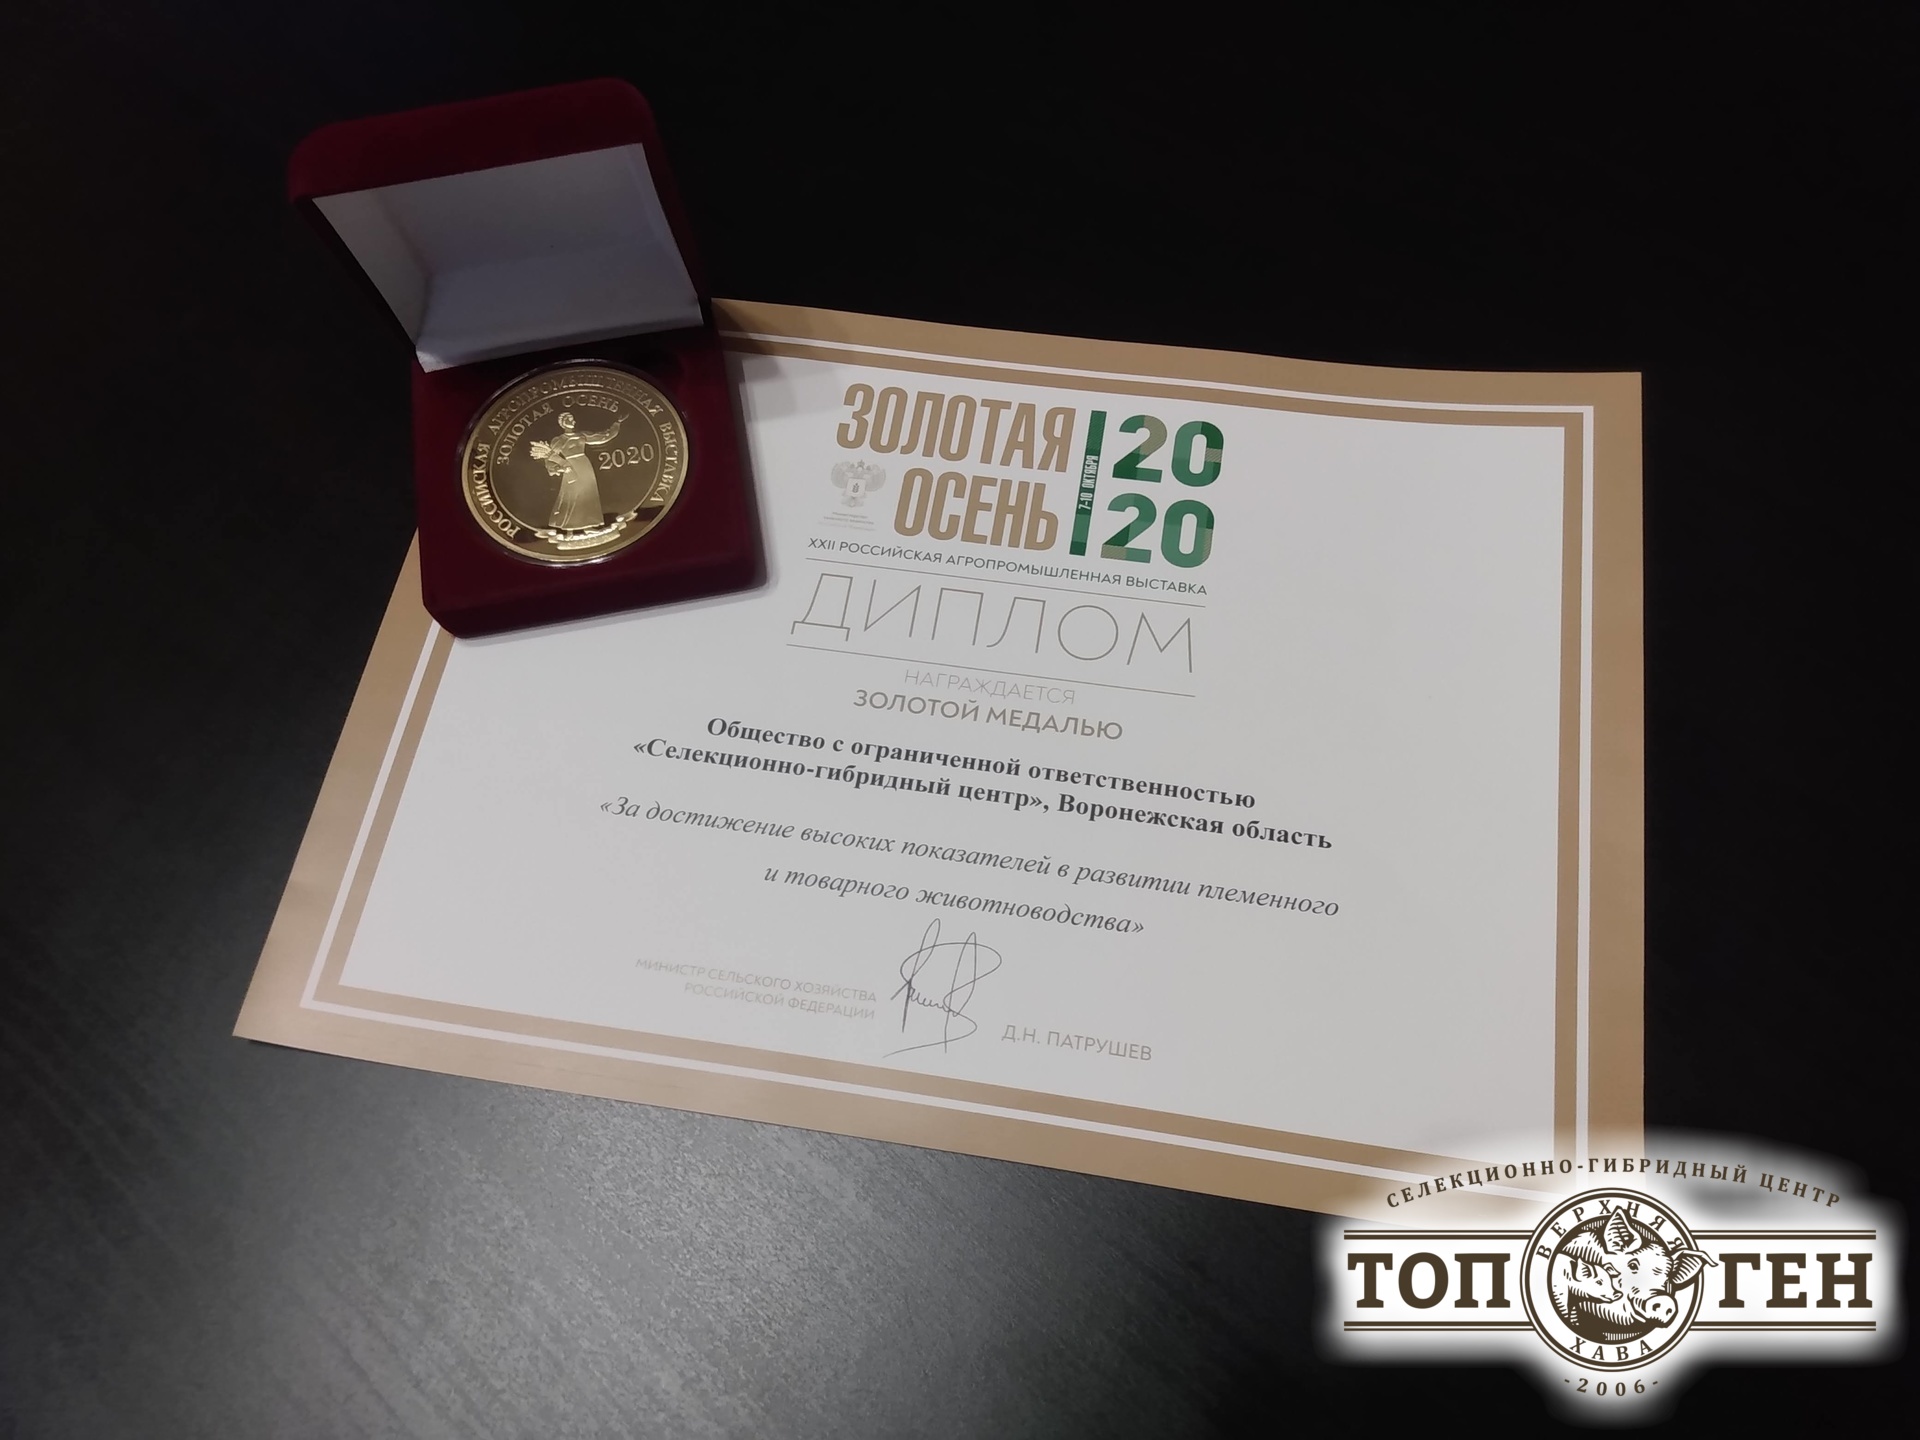 РОССИЙСКАЯ АГРОПРОМЫШЛЕННАЯ ВЫСТАВКА
ЗОЛОТАЯ ОСЕНЬ
2020
ЗОЛОТАЯ
ОСЕНЬ
7-10 ОКТЯБРЯ
20
20
XXII РОССИЙСКАЯ АГРОПРОМЫШЛЕННАЯ ВЫСТАВКА
ДИПЛОМ
НАГРАЖДАЕТСЯ
ЗОЛОТОЙ МЕДАЛЬЮ
Общество с ограниченной ответственностью
«Селекционно-гибридный центр», Воронежская область
«За достижение высоких показателей в развитии племенного
и товарного животноводства»
МИНИСТР СЕЛЬСКОГО ХОЗЯЙСТВА
РОССИЙСКОЙ ФЕДЕРАЦИИ
Д.Н. ПАТРУШЕВ
СЕЛЕКЦИОННО-ГИБРИДНЫЙ ЦЕНТР
ВЕРХНЯЯ
ТОП ГЕН
ХАВА
-2006-